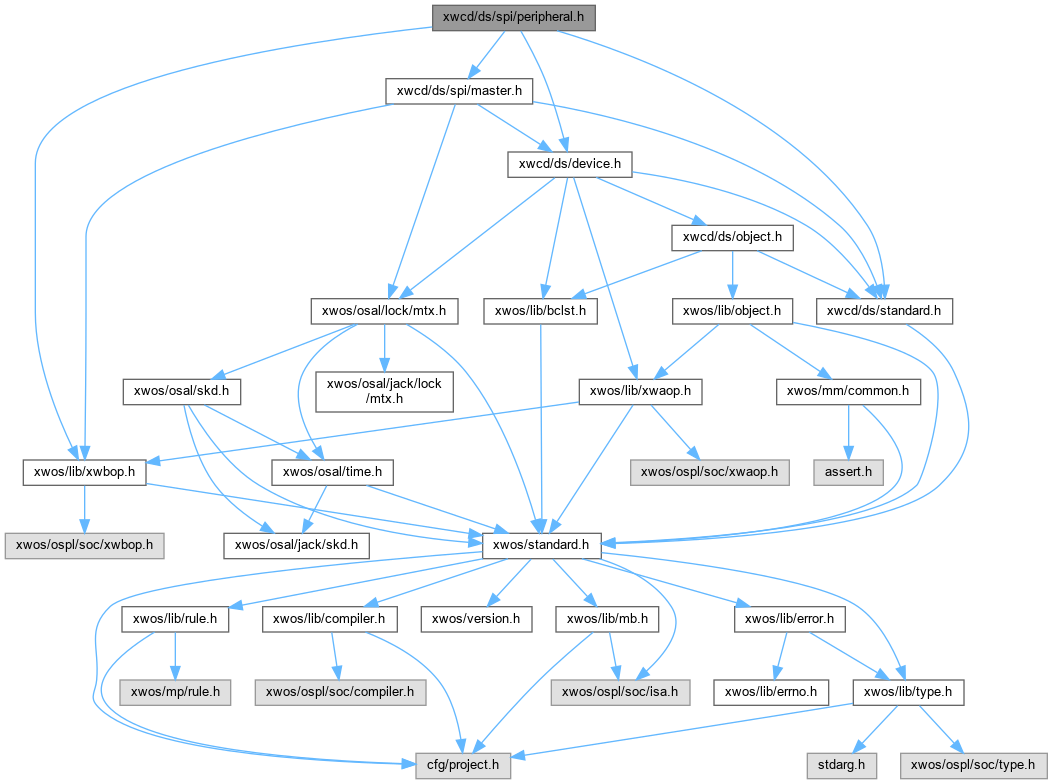 xwcd/ds/spi/peripheral.h
xwcd/ds/spi/master.h
xwcd/ds/device.h
xwcd/ds/object.h
xwos/osal/lock/mtx.h
xwos/lib/bclst.h
xwos/lib/object.h
xwcd/ds/standard.h
xwos/osal/skd.h
xwos/osal/jack/lock
/mtx.h
xwos/lib/xwaop.h
xwos/mm/common.h
xwos/lib/xwbop.h
xwos/osal/time.h
xwos/ospl/soc/xwaop.h
assert.h
xwos/ospl/soc/xwbop.h
xwos/osal/jack/skd.h
xwos/standard.h
xwos/lib/rule.h
xwos/lib/compiler.h
xwos/version.h
xwos/lib/mb.h
xwos/lib/error.h
xwos/mp/rule.h
xwos/ospl/soc/compiler.h
xwos/ospl/soc/isa.h
xwos/lib/errno.h
xwos/lib/type.h
cfg/project.h
stdarg.h
xwos/ospl/soc/type.h